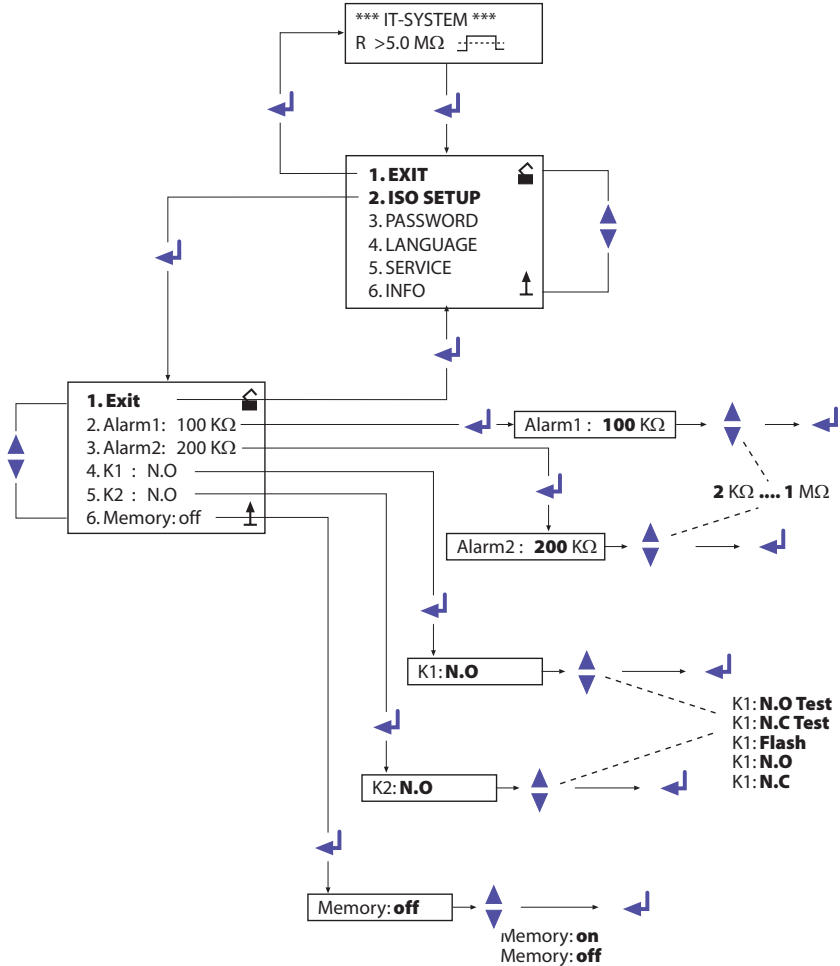 *** IT-SYSTEM ***
R >5.0 MΩ
1. EXIT
2. ISO SETUP
3. PASSWORD
4. LANGUAGE
5. SERVICE
6. INFO
1. Exit
2. Alarm1: 100 KΩ
3. Alarm2: 200 KΩ
4. K1 : N.O
5. K2 : N.O
6. Memory: off
Alarm1 : 100 KΩ
2 KΩ .... 1 MΩ
Alarm2 : 200 KΩ
K1: N.O
K1: N.O Test
K1: N.C Test
K1: Flash
K1: N.O
K1: N.C
K2: N.O
Memory: off
Memory: on
Memory: off